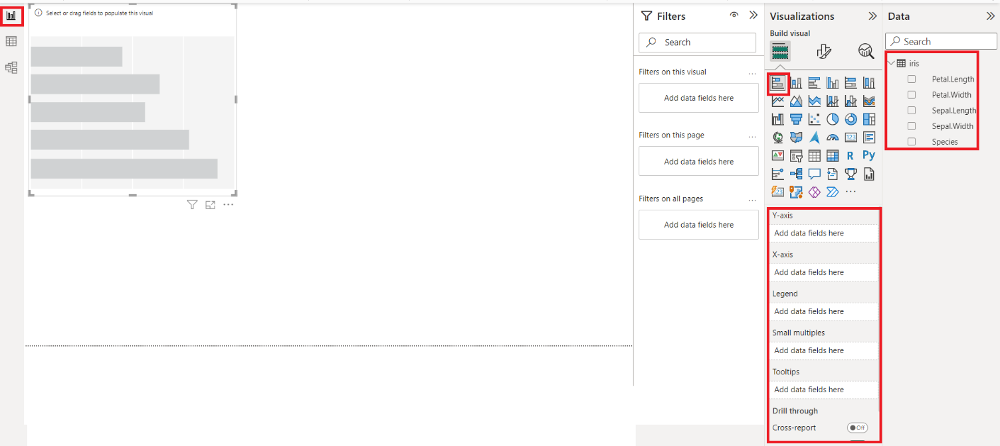 Select or drag fields to populate this visual
Filters
Search
Filters on this visual
Add data fields here
Filters on this page
Add data fields here
Filters on all pages
Add data fields here
Visualizations
Build visual
123
R
Py
123
Y-axis
Add data fields here
X-axis
Add data fields here
Legend
Add data fields here
Small multiples
Add data fields here
Tooltips
Add data fields here
Drill through
Cross-report
Off
Data
Search
iris
Petal.Length
Petal.Width
Sepal.Length
Sepal.Width
Species